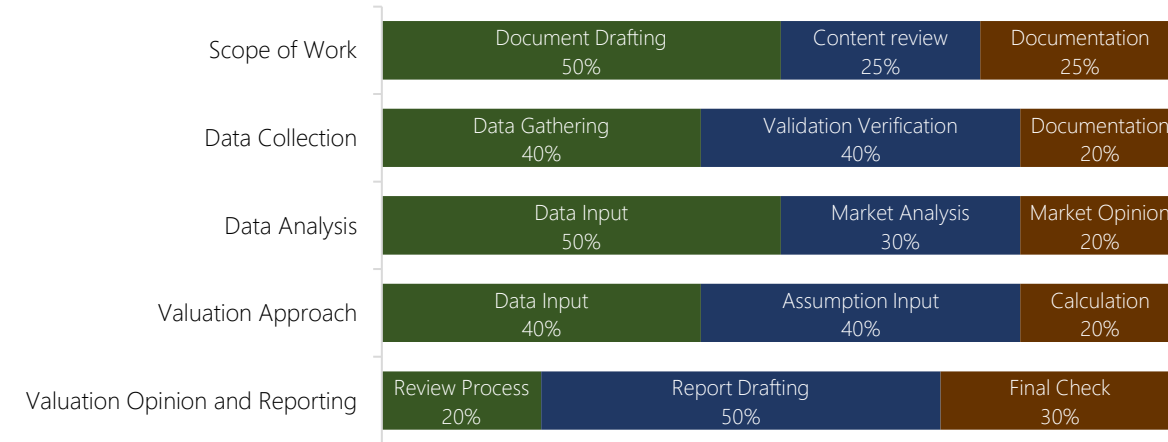 Scope of Work
Document Drafting
50%
Content review
25%
Documentation
25%
Data Collection
Data Gathering
40%
Validation Verification
40%
Documentation
20%
Data Analysis
Data Input
50%
Market Analysis
30%
Market Opinion
20%
Valuation Approach
Data Input
40%
Assumption Input
40%
Calculation
20%
Valuation Opinion and Reporting
Review Process
20%
Report Drafting
50%
Final Check
30%